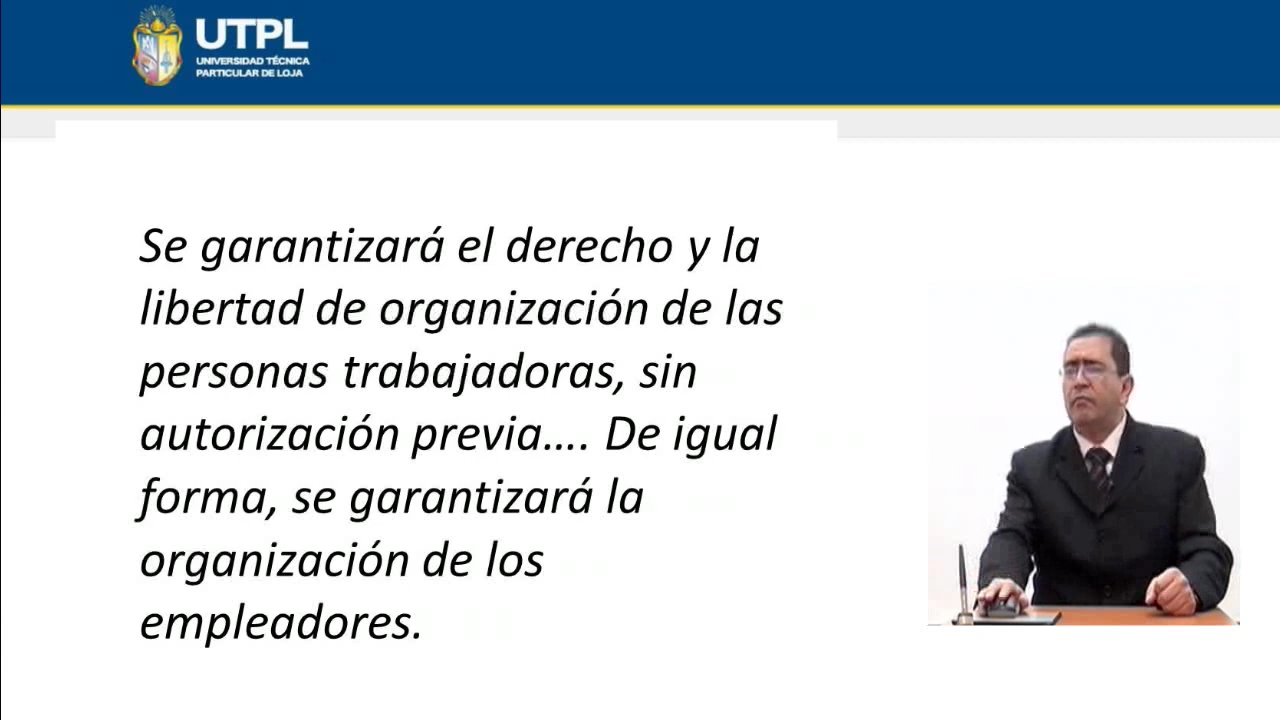 UTPL
UNIVERSIDAD TÉCNICA
PARTICULAR DE LOJA
Se garantizará el derecho y la
libertad de organización de las
personas trabajadoras, sin
autorización previa…. De igual
forma, se garantizará la
organización de los
empleadores.